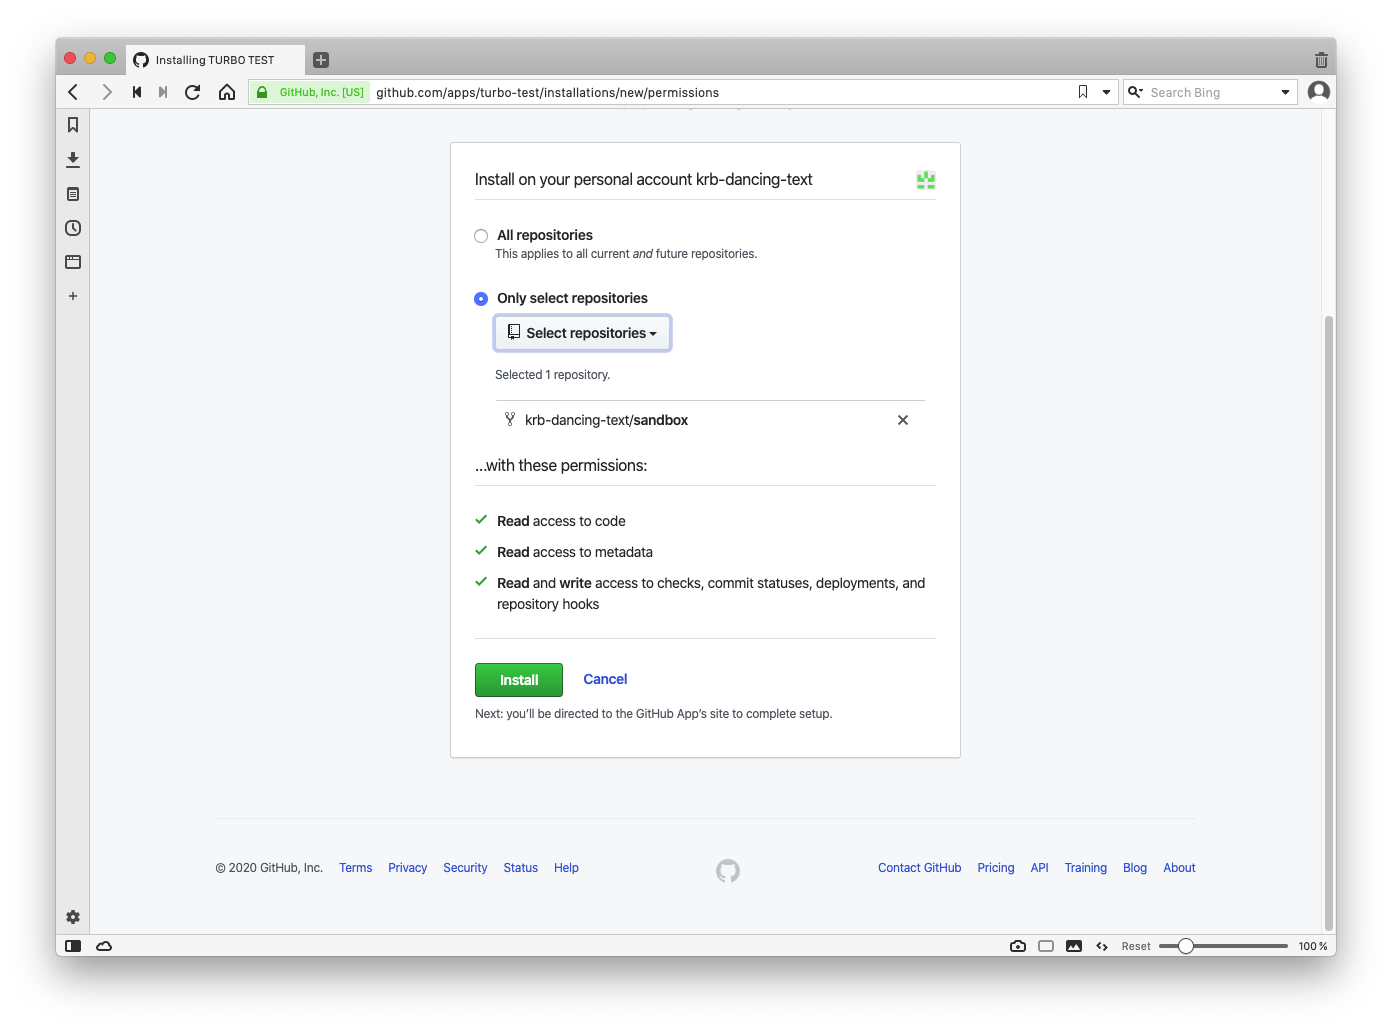 Installing TURBO TEST
GitHub, Inc. [US] github.com/apps/turbo-test/installations/new/permissions
Search Bing
Install on your personal account krb-dancing-text
All repositories
This applies to all current and future repositories.
Only select repositories
Select repositories
Selected 1 repository.
krb-dancing-text/sandbox
...with these permissions:
Read access to code
Read access to metadata
Read and write access to checks, commit statuses, deployments, and
repository hooks
Install Cancel
Next: you’ll be directed to the GitHub App’s site to complete setup.
© 2020 GitHub, Inc. Terms Privacy Security Status Help Contact GitHub Pricing API Training Blog About
Reset 100 %